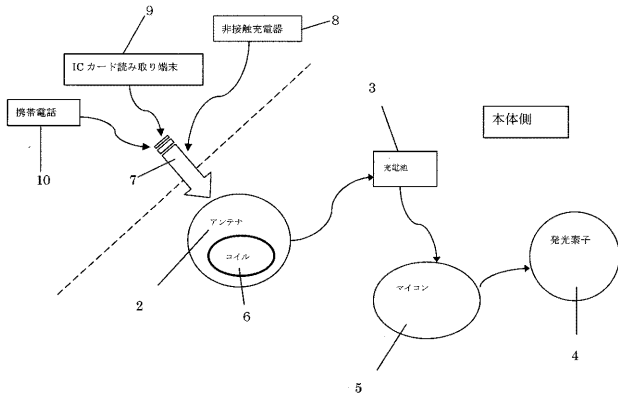 9
非接触充電器
8
ICカード読み取り端末
3
携帯電話
本体側
10
7
充電池
アンテナ
発光素子
コイル
マイコン
2
6
4
5